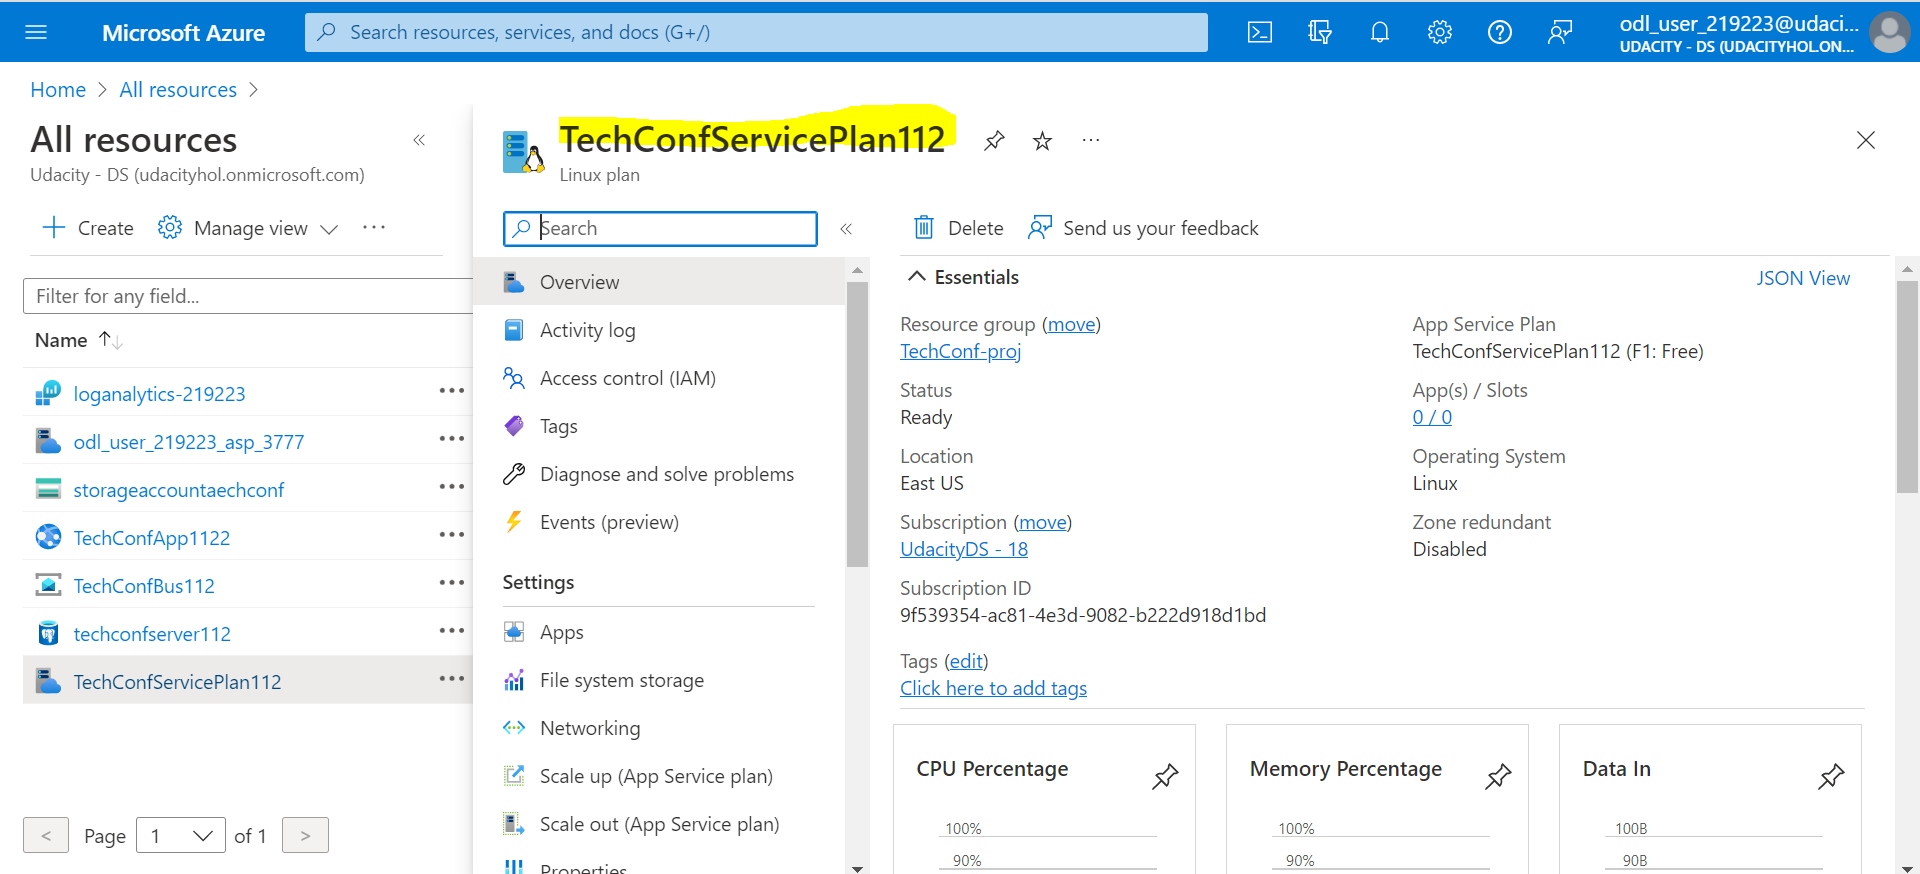 Microsoft Azure
Search resources, services, and docs (G+/)
odl_user_219223@udaci...
UDACITY - DS (UDACITYHOL.ON...
Home > All resources >
All resources
«
Udacity - DS (udacityhol.onmicrosoft.com)
+ Create
Manage view
...
Filter for any field...
Name ↑↓
loganalytics-219223
odl_user_219223_asp_3777
storageaccountaechconf
TechConfApp1122
TechConfBus112
techconfserver112
TechConfServicePlan112
< Page 1 of 1 >
TechConfServicePlan112
...
Linux plan
Search
«
Overview
Activity log
Access control (IAM)
Tags
Diagnose and solve problems
Events (preview)
Settings
Apps
File system storage
Networking
Scale up (App Service plan)
Scale out (App Service plan)
Properties
Delete
Send us your feedback
Essentials
JSON View
Resource group (move)
TechConf-proj
Status
Ready
Location
East US
Subscription (move)
UdacityDS - 18
Subscription ID
9f539354-ac81-4e3d-9082-b222d918d1bd
Tags (edit)
Click here to add tags
App Service Plan
TechConfServicePlan112 (F1: Free)
App(s) / Slots
0 / 0
Operating System
Linux
Zone redundant
Disabled
CPU Percentage
100%
90%
Memory Percentage
100%
90%
Data In
100B
90B